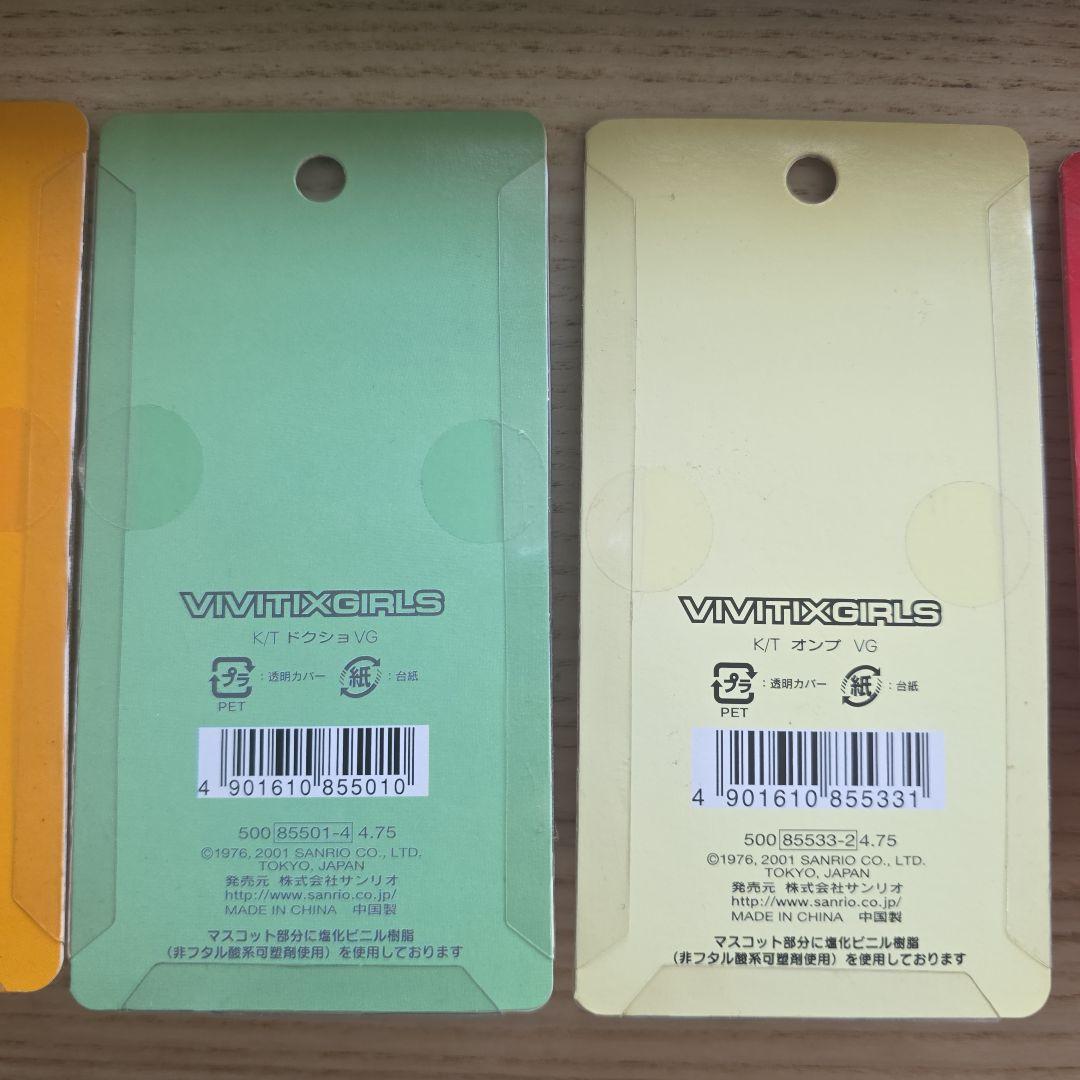 VIVITIXGIRLS
K/T ドクショ VG
プラ : 透明カバー 紙 : 台紙
PET
4 901610 855010
500 85501-4 4.75
©1976, 2001 SANRIO CO., LTD.
TOKYO, JAPAN
発売元 株式会社サンリオ
http://www.sanrio.co.jp/
MADE IN CHINA 中国製
マスコット部分に塩化ビニル樹脂
(非フタル酸系可塑剤使用)を使用しております
VIVITIXGIRLS
K/T オンプ VG
プラ : 透明カバー 紙 : 台紙
PET
4 901610 855331
500 85533-2 4.75
©1976, 2001 SANRIO CO., LTD.
TOKYO, JAPAN
発売元 株式会社サンリオ
http://www.sanrio.co.jp/
MADE IN CHINA 中国製
マスコット部分に塩化ビニル樹脂
(非フタル酸系可塑剤使用)を使用しております